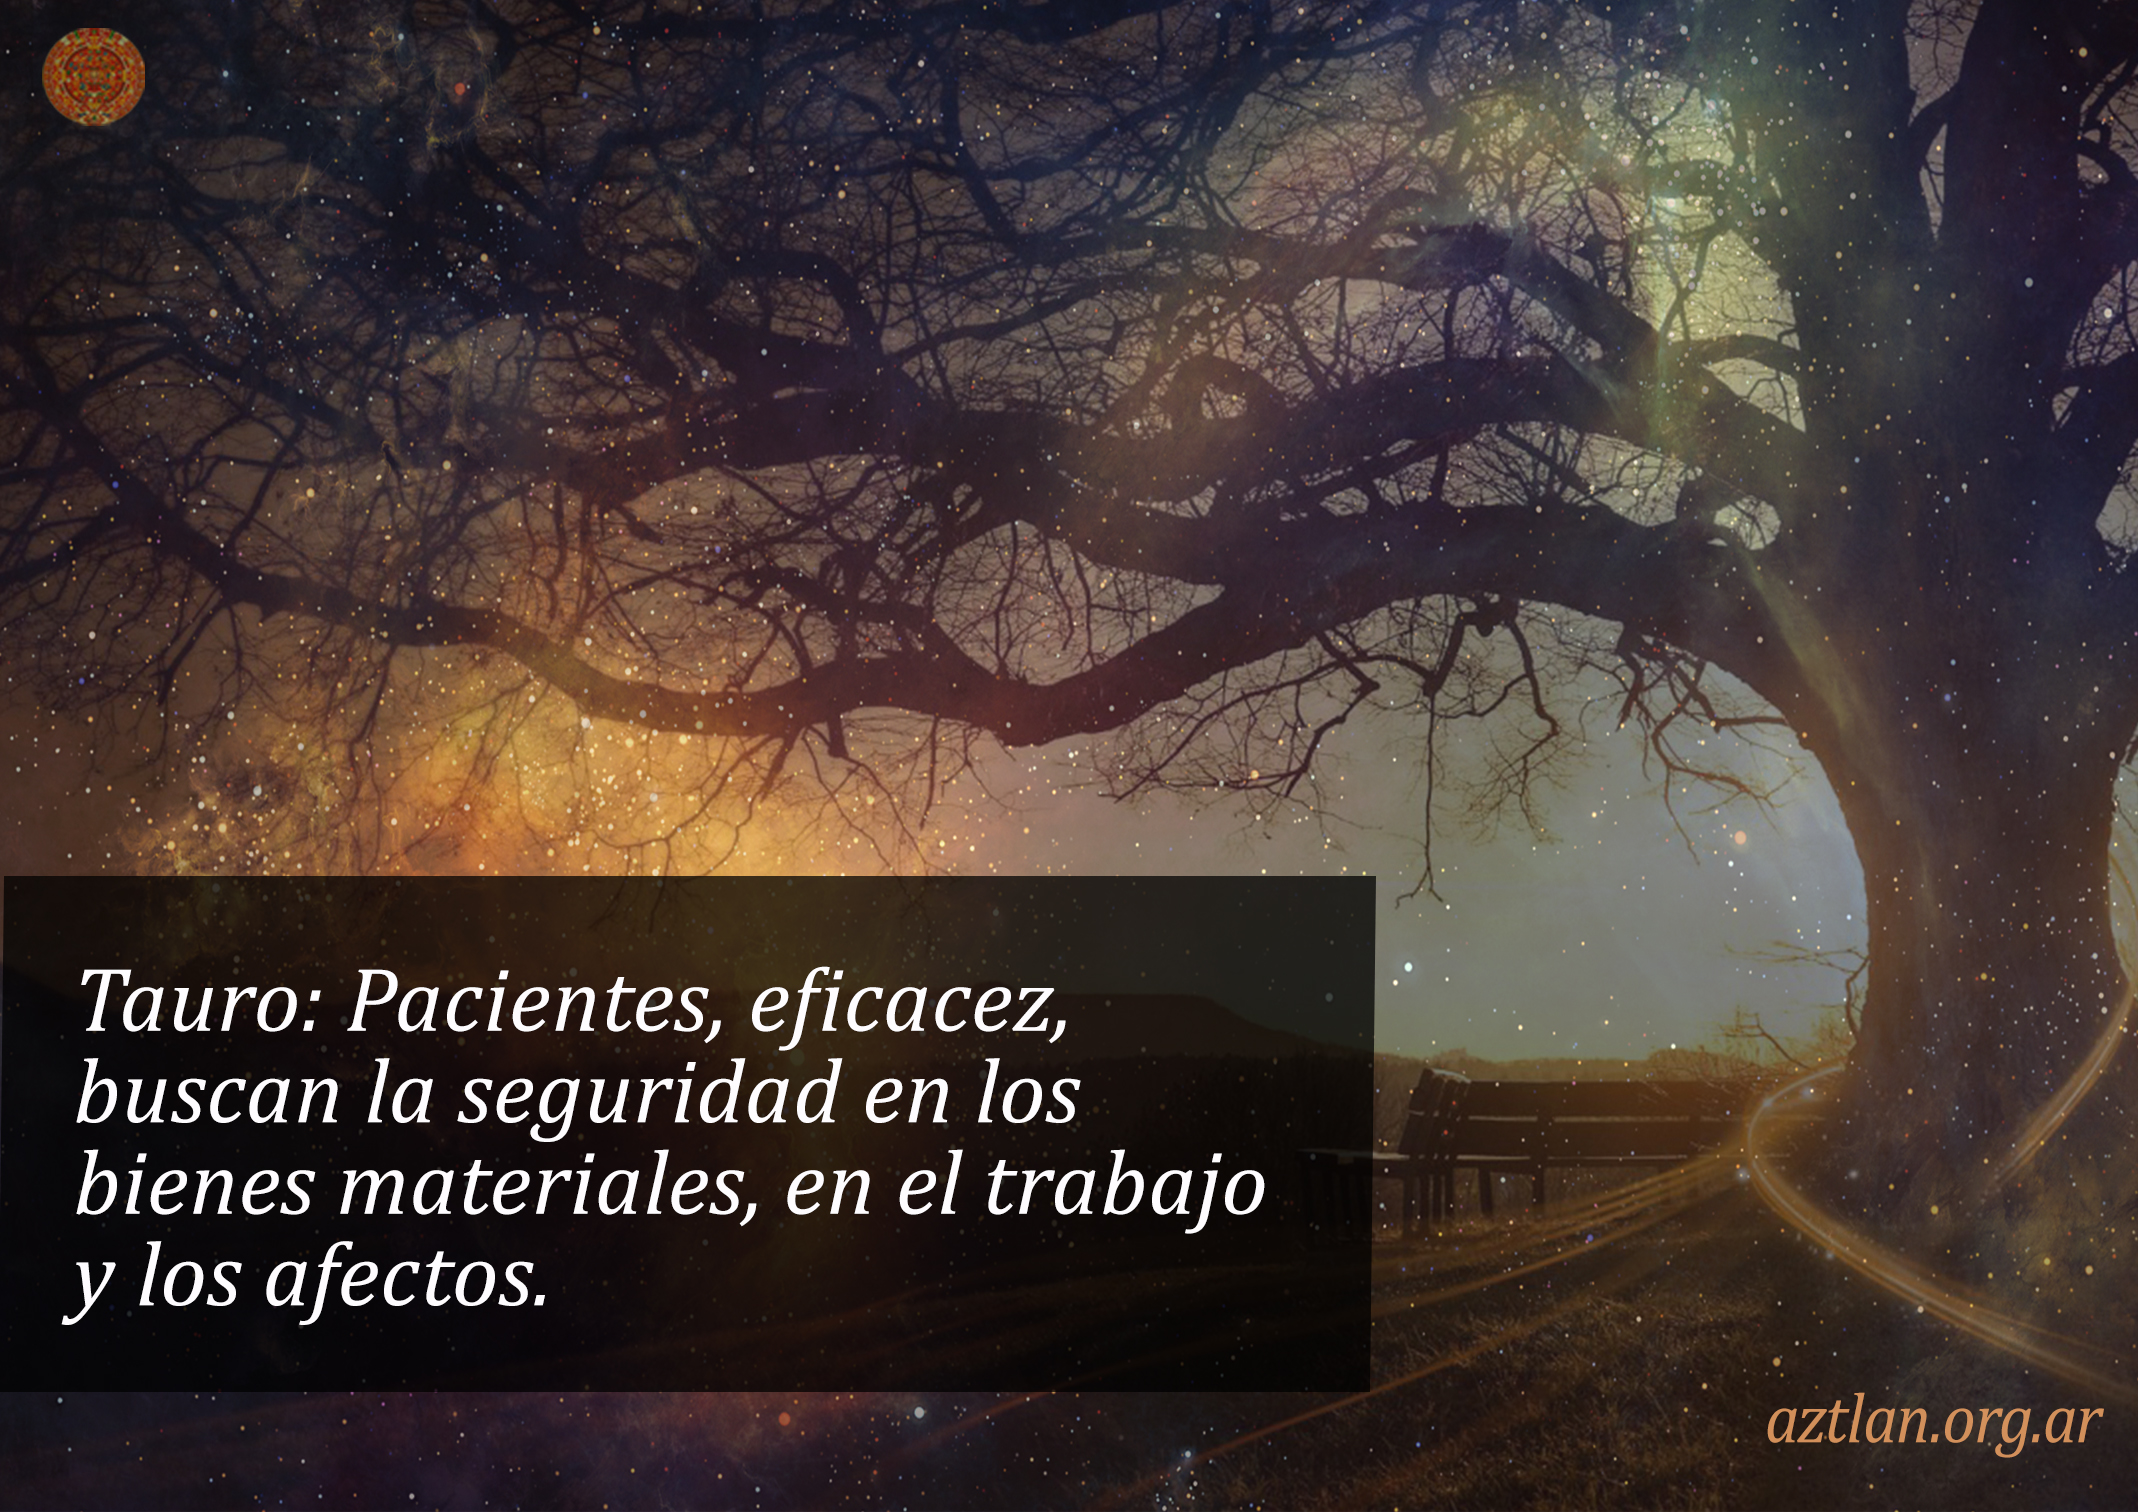 Tauro: Pacientes, eficacez,
buscan la seguridad en los
bienes materiales, en el trabajo
y los afectos.
aztlan.org.ar